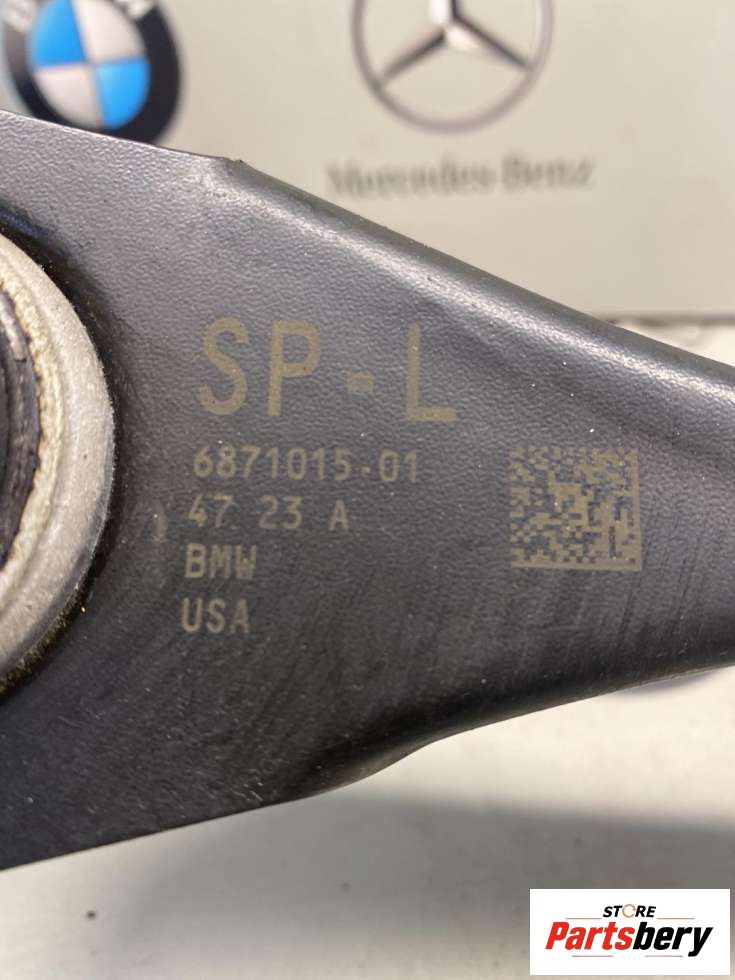 Mercedes-Benz
SP-L
6871015-01
47 23 A
BMW
USA
STORE
Partsbery